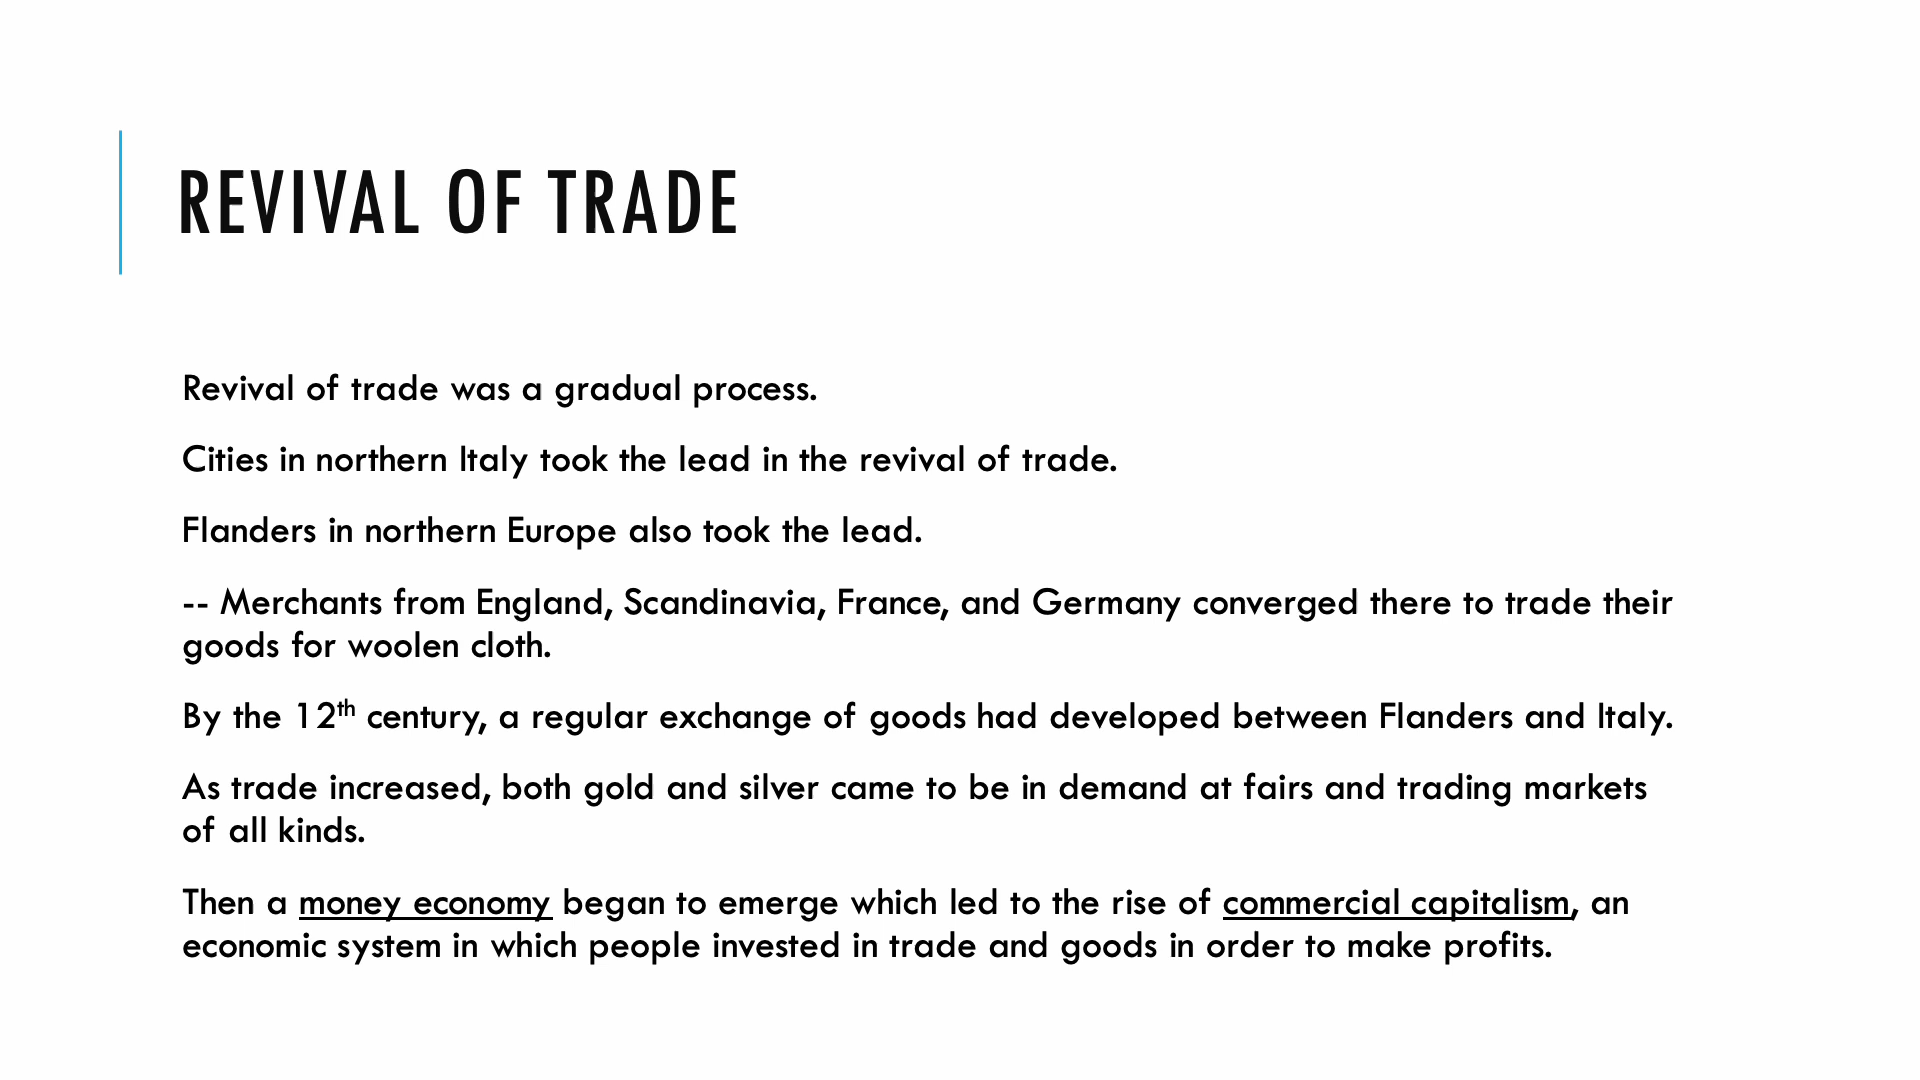 REVIVAL OF TRADE
Revival of trade was a gradual process.
Cities in northern Italy took the lead in the revival of trade.
Flanders in northern Europe also took the lead.
-- Merchants from England, Scandinavia, France, and Germany converged there to trade their
goods for woolen cloth.
By the 12th century, a regular exchange of goods had developed between Flanders and Italy.
As trade increased, both gold and silver came to be in demand at fairs and trading markets
of all kinds.
Then a money economy began to emerge which led to the rise of commercial capitalism, an
economic system in which people invested in trade and goods in order to make profits.